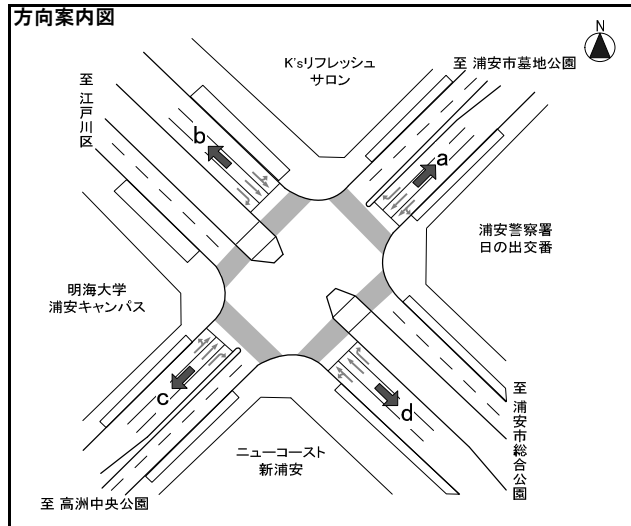 方向案内図
N
K'sリフレッシュ
サロン
至 浦安市墓地公園
至 江戸川区
b
a
浦安警察署
日の出交番
明海大学
浦安キャンパス
c
d
至 浦安市総合公園
ニューコースト
新浦安
至 高洲中央公園